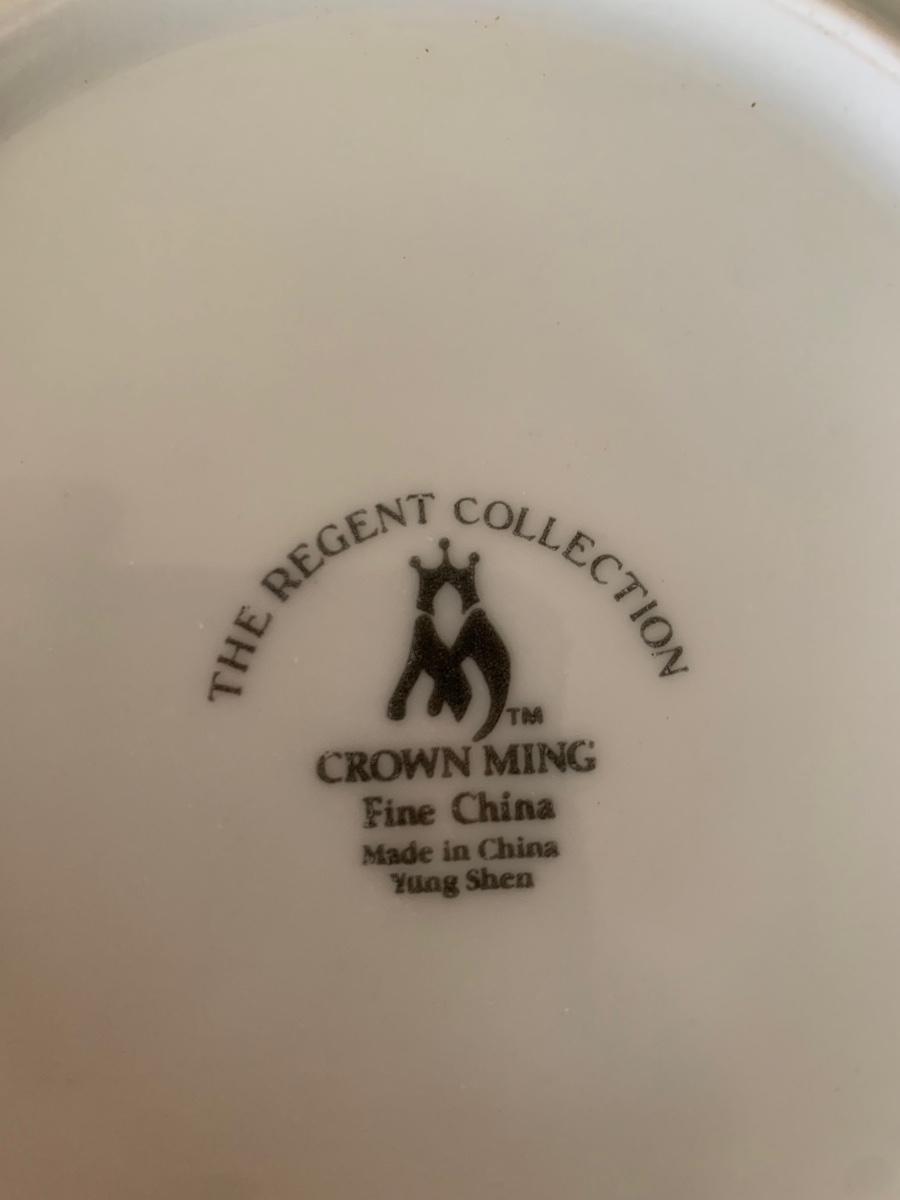 THE REGENT COLLECTION
TM
CROWN MING
Fine China
Made in China
Yung Shen